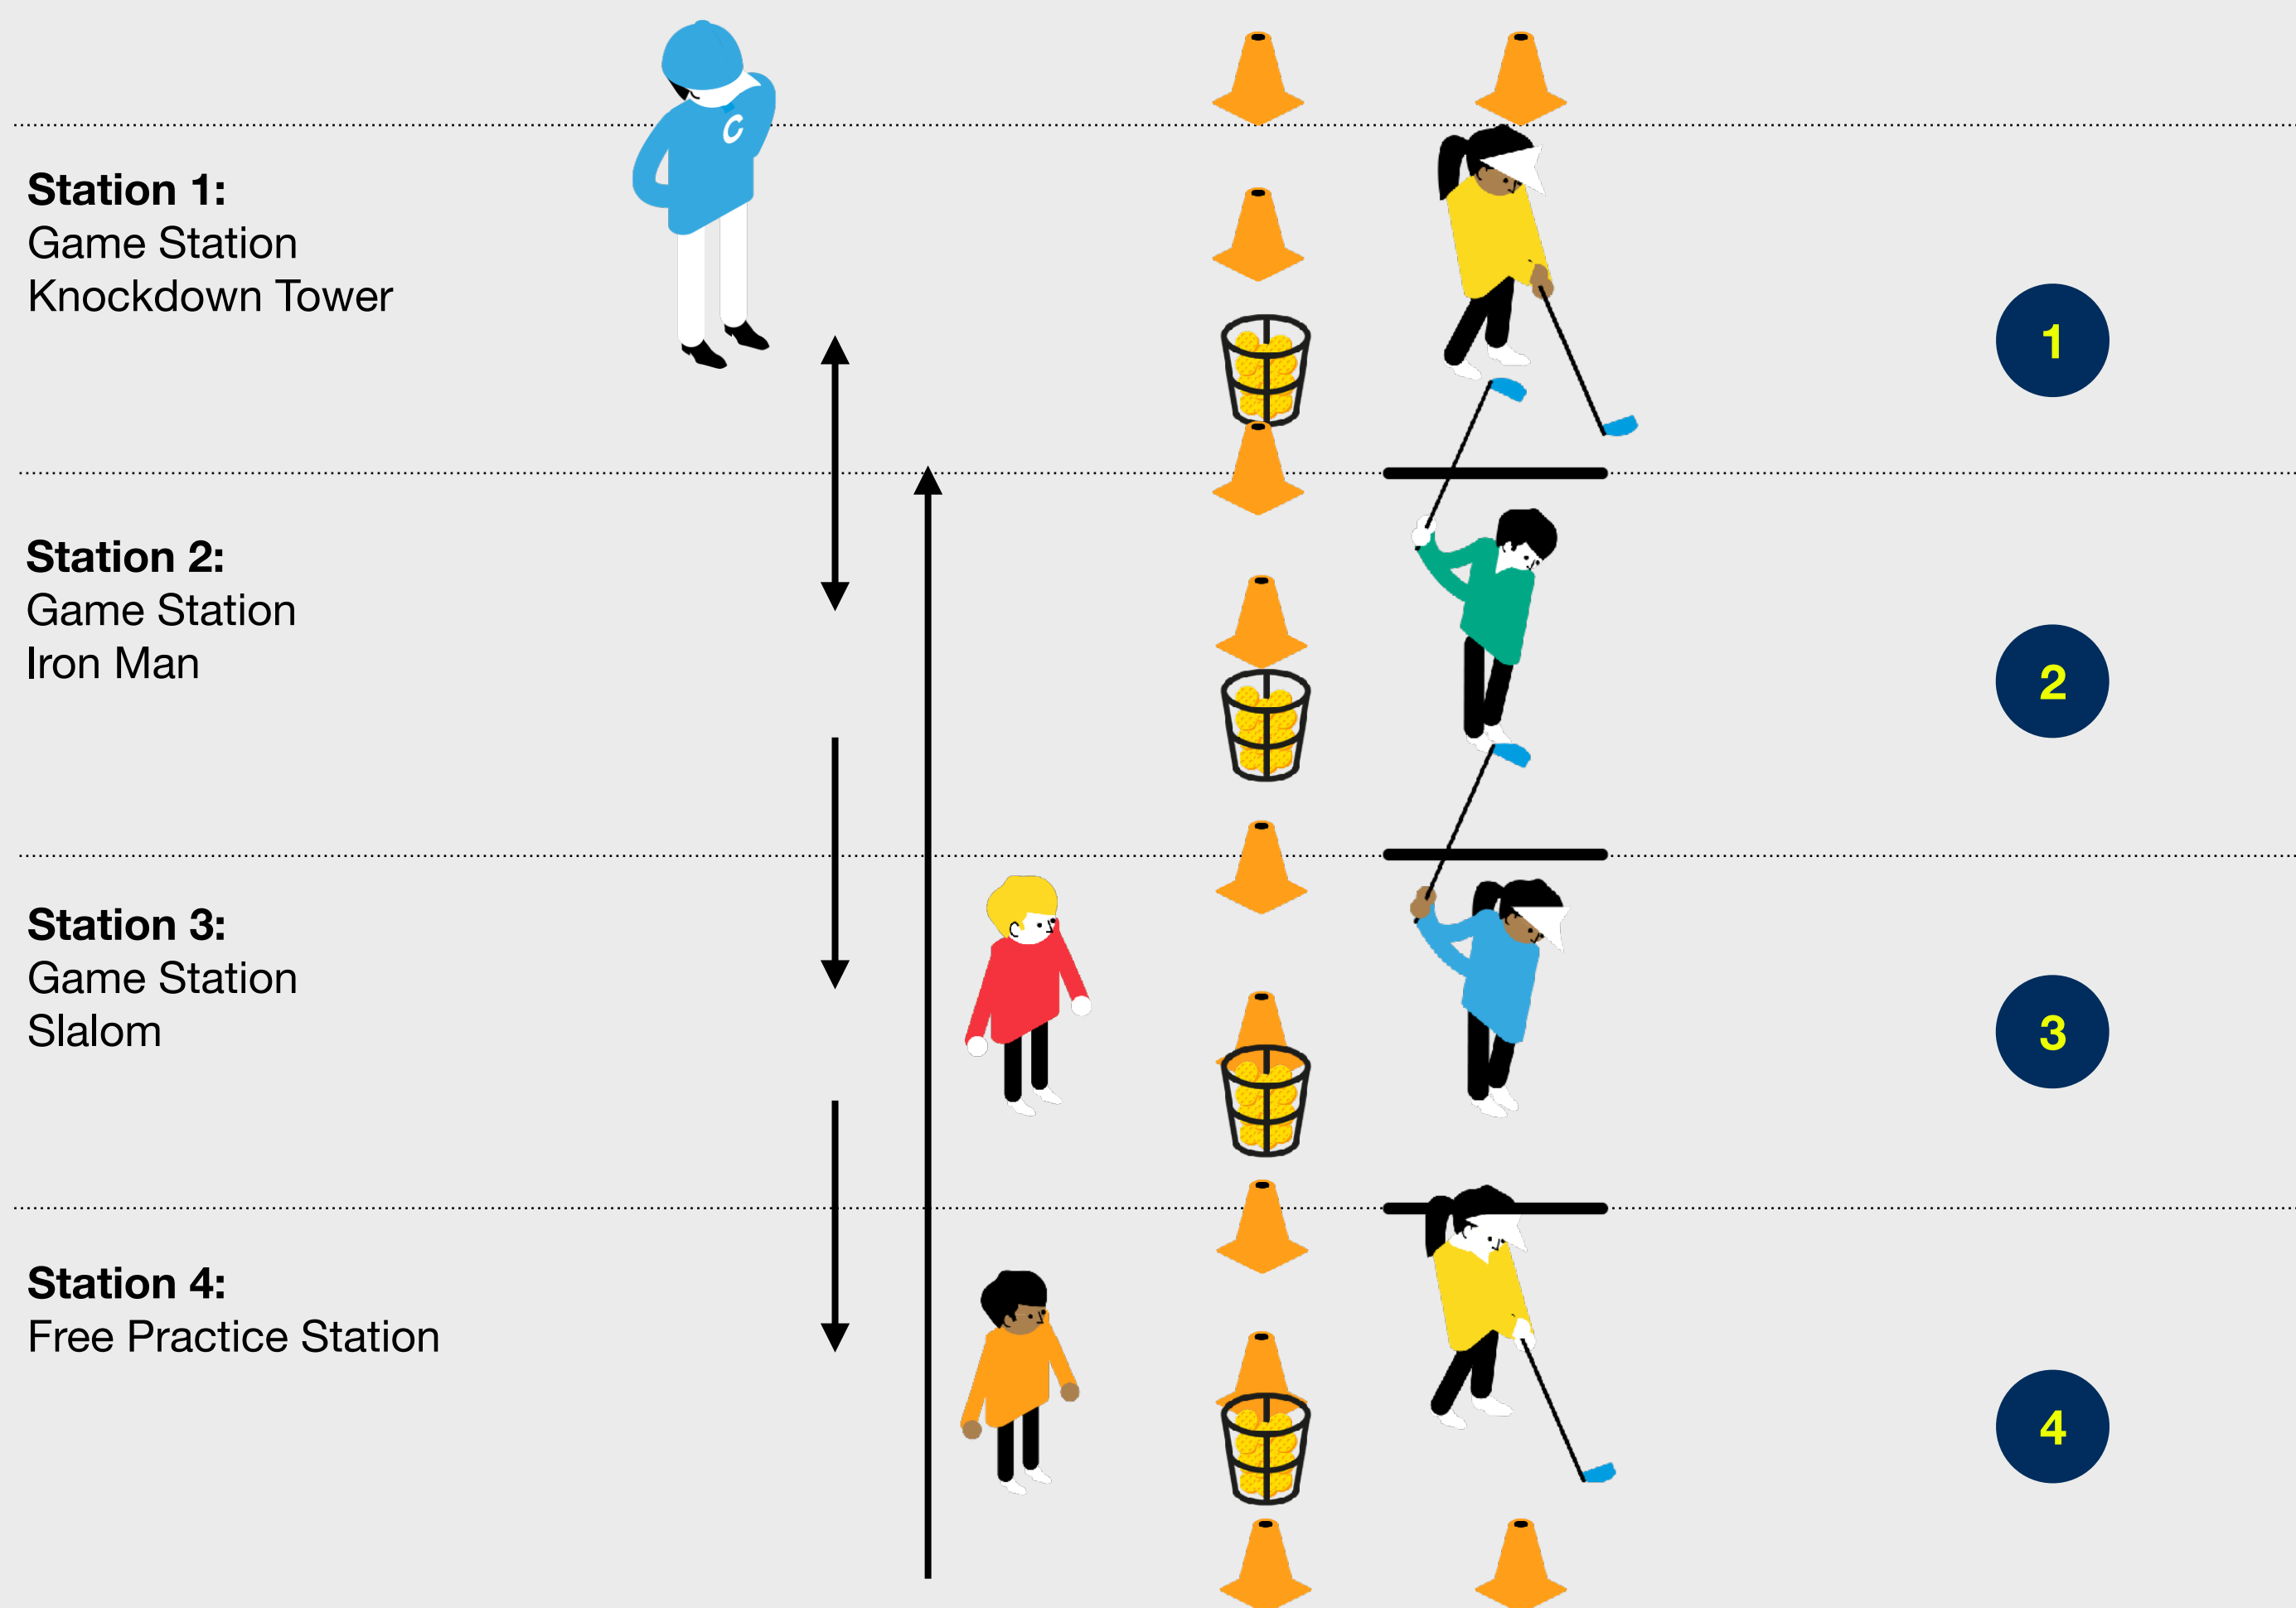 C
Station 1:
Game Station
Knockdown Tower
1
Station 2:
Game Station
Iron Man
2
Station 3:
Game Station
Slalom
3
Station 4:
Free Practice Station
4